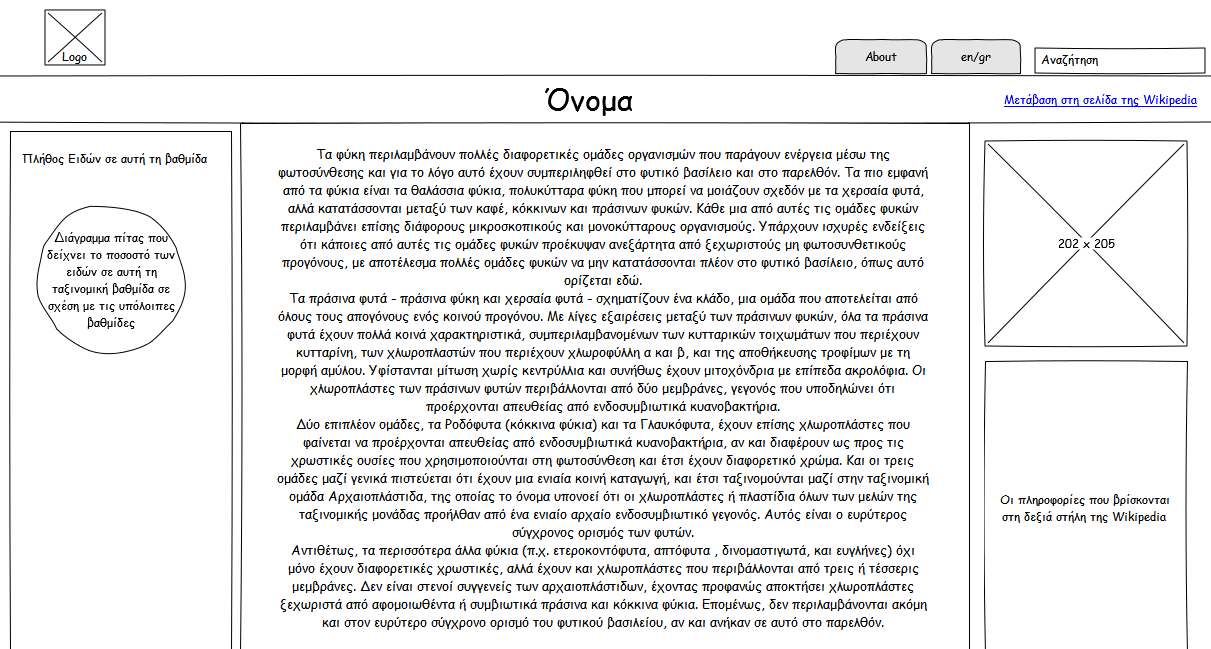 Logo
About
en/gr
Αναζήτηση
Όνομα
Μετάβαση στη σελίδα της Wikipedia
Πλήθος Ειδών σε αυτή τη βαθμίδα
Διάγραμμα πίτας που
δείχνει το ποσοστό των
ειδών σε αυτή τη
ταξινομική βαθμίδα σε
σχέση με τις υπόλοιπες
βαθμίδες
Τα φύκη περιλαμβάνουν πολλές διαφορετικές ομάδες οργανισμών που παράγουν ενέργεια μέσω της
φωτοσύνθεσης και για το λόγο αυτό έχουν συμπεριληφθεί στο φυτικό βασίλειο και στο παρελθόν. Τα πιο εμφανή
από τα φύκια είναι τα θαλάσσια φύκια, πολυκύτταρα φύκη που μπορεί να μοιάζουν σχεδόν με τα χερσαία φυτά,
αλλά κατατάσσονται μεταξύ των καφέ, κόκκινων και πράσινων φυκών. Κάθε μια από αυτές τις ομάδες φυκών
περιλαμβάνει επίσης διάφορους μικροσκοπικούς και μονοκύτταρους οργανισμούς. Υπάρχουν ισχυρές ενδείξεις
ότι κάποιες από αυτές τις ομάδες φυκών προέκυψαν ανεξάρτητα από ξεχωριστούς μη φωτοσυνθετικούς
προγόνους, με αποτέλεσμα πολλές ομάδες φυκών να μην κατατάσσονται πλέον στο φυτικό βασίλειο, όπως αυτό
ορίζεται εδώ.
Τα πράσινα φυτά - πράσινα φύκη και χερσαία φυτά - σχηματίζουν ένα κλάδο, μια ομάδα που αποτελείται από
όλους τους απογόνους ενός κοινού προγόνου. Με λίγες εξαιρέσεις μεταξύ των πράσινων φυκών, όλα τα πράσινα
φυτά έχουν πολλά κοινά χαρακτηριστικά, συμπεριλαμβανομένων των κυτταρικών τοιχωμάτων που περιέχουν
κυτταρίνη, των χλωροπλαστών που περιέχουν χλωροφύλλη α και β, και της αποθήκευσης τροφίμων με τη
μορφή αμύλου. Υφίστανται μίτωση χωρίς κεντρύλλια και συνήθως έχουν μιτοχόνδρια με επίπεδα ακρολόφια. Οι
χλωροπλάστες των πράσινων φυτών περιβάλλονται από δύο μεμβράνες, γεγονός που υποδηλώνει ότι
προέρχονται απευθείας από ενδοσυμβιωτικά κυανοβακτήρια.
Δύο επιπλέον ομάδες, τα Ροδόφυτα (κόκκινα φύκια) και τα Γλαυκόφυτα, έχουν επίσης χλωροπλάστες που
φαίνεται να προέρχονται απευθείας από ενδοσυμβιωτικά κυανοβακτήρια, αν και διαφέρουν ως προς τις
χρωστικές ουσίες που χρησιμοποιούνται στη φωτοσύνθεση και έτσι έχουν διαφορετικό χρώμα. Και οι τρεις
ομάδες μαζί γενικά πιστεύεται ότι έχουν μια ενιαία κοινή καταγωγή, και έτσι ταξινομούνται μαζί στην ταξινομική
ομάδα Αρχαιοπλάστιδα, της οποίας το όνομα υπονοεί ότι οι χλωροπλάστες ή πλαστίδια όλων των μελών της
ταξινομικής μονάδας προήλθαν από ένα ενιαίο αρχαίο ενδοσυμβιωτικό γεγονός. Αυτός είναι ο ευρύτερος
σύγχρονος ορισμός των φυτών.
Αντιθέτως, τα περισσότερα άλλα φύκια (π.χ. ετεροκοντόφυτα, απτόφυτα , δινομαστιγωτά, και ευγλήνες) όχι
μόνο έχουν διαφορετικές χρωστικές, αλλά έχουν και χλωροπλάστες που περιβάλλονται από τρεις ή τέσσερις
μεμβράνες. Δεν είναι στενοί συγγενείς των αρχαιοπλάστιδων, έχοντας προφανώς αποκτήσει χλωροπλάστες
ξεχωριστά από αφομοιωθέντα ή συμβιωτικά πράσινα και κόκκινα φύκια. Επομένως, δεν περιλαμβάνονται ακόμη
και στον ευρύτερο σύγχρονο ορισμό του φυτικού βασιλείου, αν και ανήκαν σε αυτό στο παρελθόν.
202 x 205
Οι πληροφορίες που βρίσκονται
στη δεξιά στήλη της Wikipedia